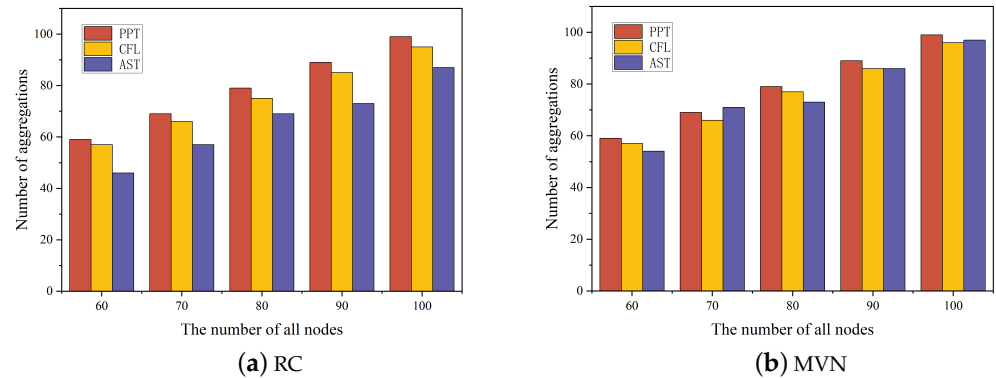 PPT
CFL
AST
Number of aggregations
100
80
60
40
20
0
60 70 80 90 100
The number of all nodes
(a) RC
PPT
CFL
AST
Number of aggregations
100
80
60
40
20
0
60 70 80 90 100
The number of all nodes
(b) MVN